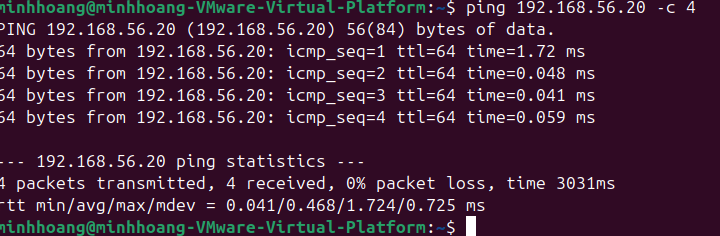 minhhoang@minhhoang-VMware-Virtual-Platform:~$ ping 192.168.56.20 -c 4
PING 192.168.56.20 (192.168.56.20) 56(84) bytes of data.
64 bytes from 192.168.56.20: icmp_seq=1 ttl=64 time=1.72 ms
64 bytes from 192.168.56.20: icmp_seq=2 ttl=64 time=0.048 ms
64 bytes from 192.168.56.20: icmp_seq=3 ttl=64 time=0.041 ms
64 bytes from 192.168.56.20: icmp_seq=4 ttl=64 time=0.059 ms
--- 192.168.56.20 ping statistics ---
4 packets transmitted, 4 received, 0% packet loss, time 3031ms
rtt min/avg/max/mdev = 0.041/0.468/1.724/0.725 ms
minhhoang@minhhoang-VMware-Virtual-Platform:~$